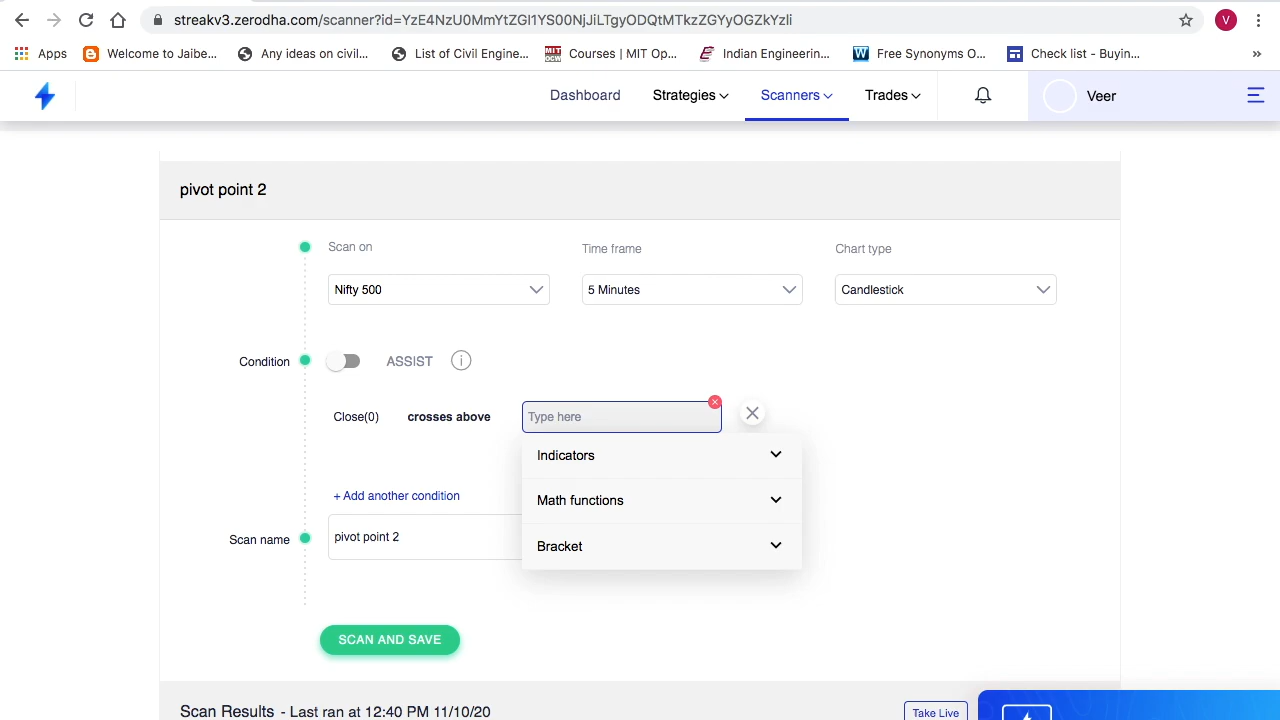 streakv3.zerodha.com/scanner?id=YzE4NzU0MmYtZGI1YS00NjJiLTgyODQtMTkzZGYyOGZkYzli
V
Apps
Welcome to Jaibe...
Any ideas on civil...
List of Civil Engine...
MIT OCW
Courses | MIT Op...
Indian Engineering...
W
Free Synonyms O...
Check list - Buyin...
»
Dashboard
Strategies
Scanners
Trades
Veer
pivot point 2
Scan on
Time frame
Chart type
Nifty 500
5 Minutes
Candlestick
Condition
ASSIST
i
Close(0)
crosses above
Type here
Indicators
+ Add another condition
Math functions
Scan name
pivot point 2
Bracket
SCAN AND SAVE
Scan Results - Last ran at 12:40 PM 11/10/20
Take Live